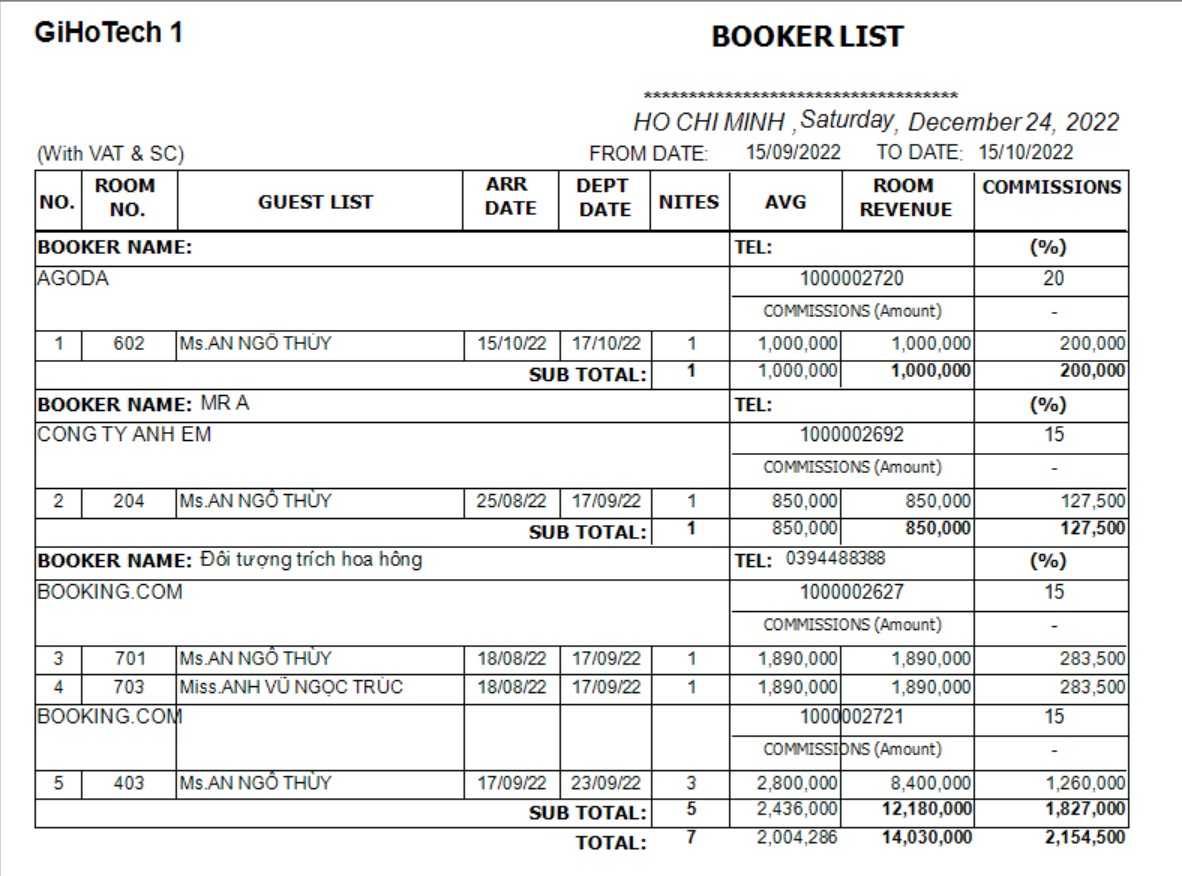 GiHoTech 1
BOOKER LIST
***********************************
HO CHI MINH , Saturday, December 24, 2022
(With VAT & SC) FROM DATE: 15/09/2022 TO DATE: 15/10/2022
NO. ROOM NO. GUEST LIST ARR DATE DEPT DATE NITES AVG ROOM REVENUE COMMISSIONS
BOOKER NAME: TEL: (%)
AGODA 1000002720 20
COMMISSIONS (Amount) -
1 602 Ms.AN NGÔ THÙY 15/10/22 17/10/22 1 1,000,000 1,000,000 200,000
SUB TOTAL: 1 1,000,000 1,000,000 200,000
BOOKER NAME: MR A TEL: (%)
CONG TY ANH EM 1000002692 15
COMMISSIONS (Amount) -
2 204 Ms.AN NGÔ THÙY 25/08/22 17/09/22 1 850,000 850,000 127,500
SUB TOTAL: 1 850,000 850,000 127,500
BOOKER NAME: Đối tượng trích hoa hồng TEL: 0394488388 (%)
BOOKING.COM 1000002627 15
COMMISSIONS (Amount) -
3 701 Ms.AN NGÔ THÙY 18/08/22 17/09/22 1 1,890,000 1,890,000 283,500
4 703 Miss.ANH VŨ NGỌC TRÚC 18/08/22 17/09/22 1 1,890,000 1,890,000 283,500
BOOKING.COM 1000002721 15
COMMISSIONS (Amount) -
5 403 Ms.AN NGÔ THÙY 17/09/22 23/09/22 3 2,800,000 8,400,000 1,260,000
SUB TOTAL: 5 2,436,000 12,180,000 1,827,000
TOTAL: 7 2,004,286 14,030,000 2,154,500